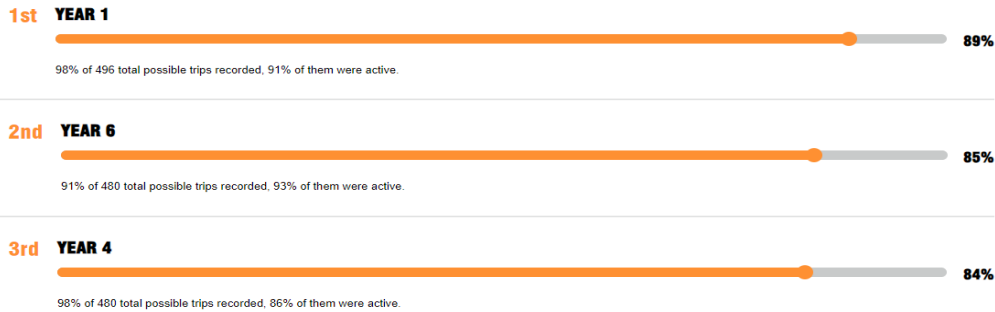 1st YEAR 1
89%
98% of 496 total possible trips recorded, 91% of them were active.
2nd YEAR 6
85%
91% of 480 total possible trips recorded, 93% of them were active.
3rd YEAR 4
84%
98% of 480 total possible trips recorded, 86% of them were active.